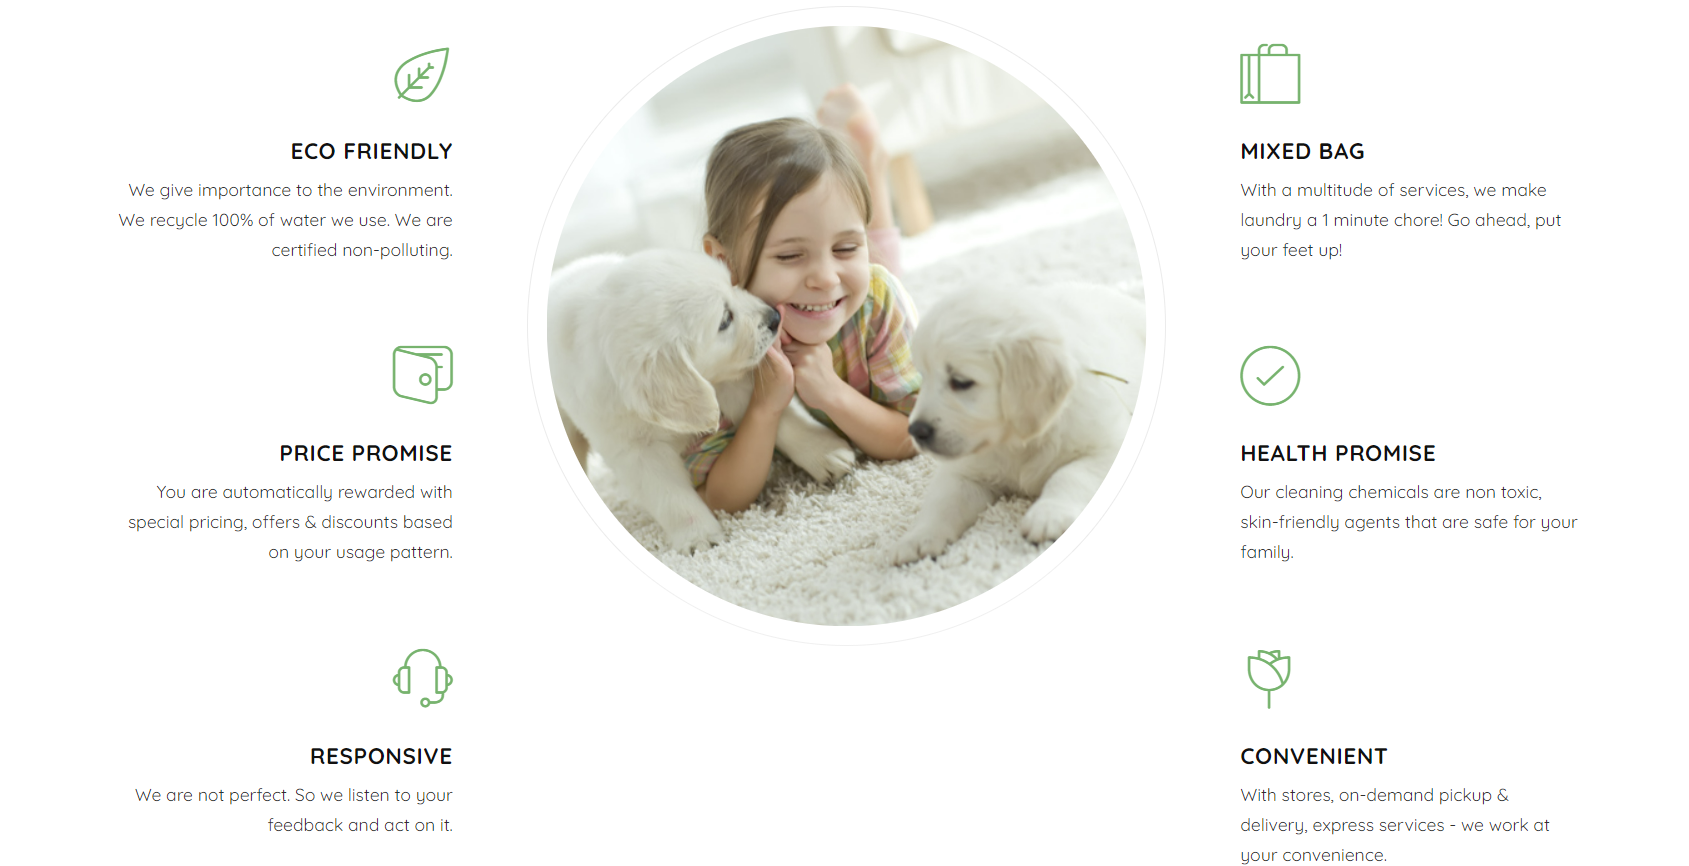 ECO FRIENDLY
We give importance to the environment.
We recycle 100% of water we use. We are
certified non-polluting.
PRICE PROMISE
You are automatically rewarded with
special pricing, offers & discounts based
on your usage pattern.
RESPONSIVE
We are not perfect. So we listen to your
feedback and act on it.
MIXED BAG
With a multitude of services, we make
laundry a 1 minute chore! Go ahead, put
your feet up!
HEALTH PROMISE
Our cleaning chemicals are non toxic,
skin-friendly agents that are safe for your
family.
CONVENIENT
With stores, on-demand pickup &
delivery, express services - we work at
your convenience.